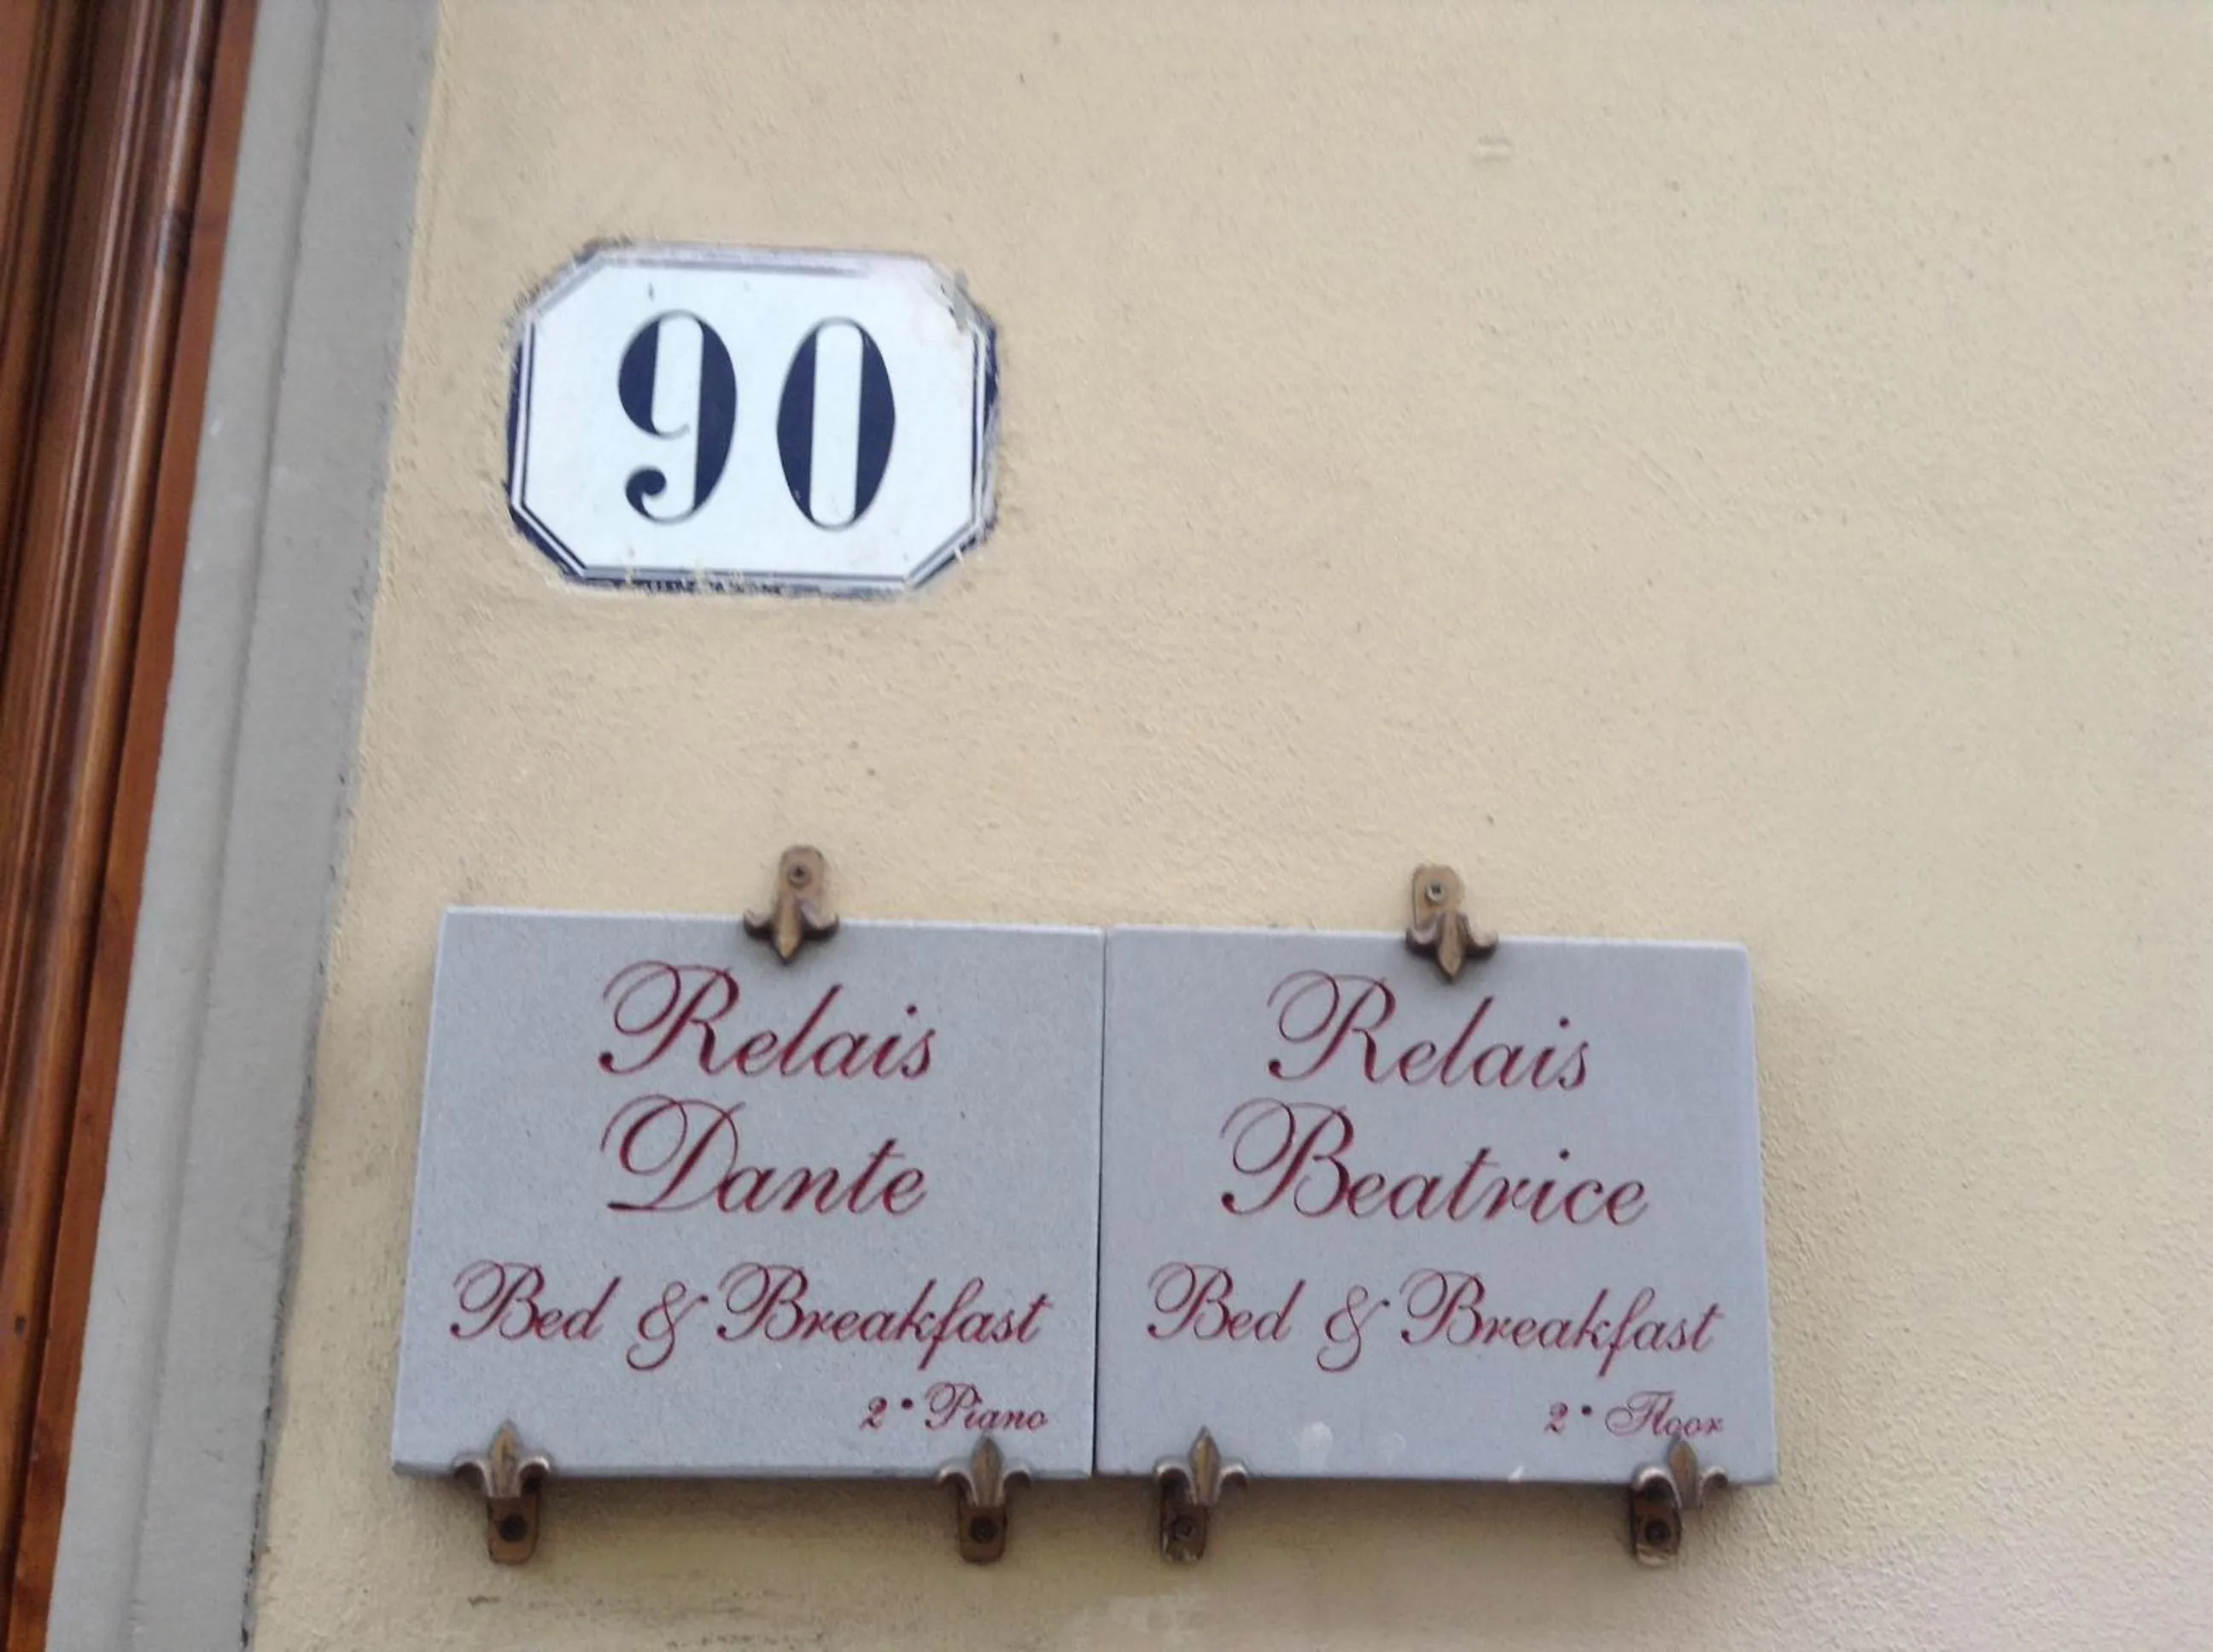 90
Relais
Dante
Bed & Breakfast
2° Piano
Relais
Beatrice
Bed & Breakfast
2° Floor